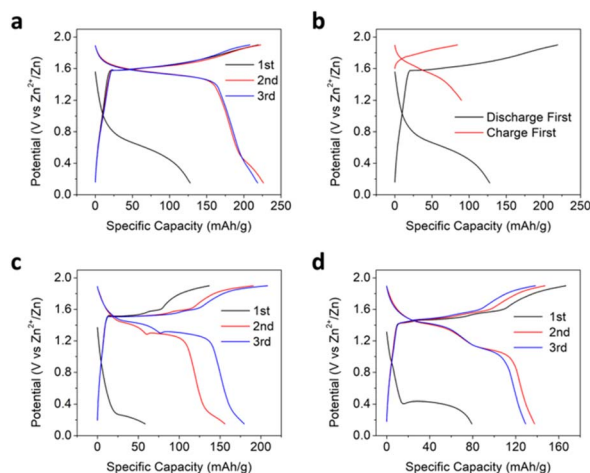 a
2.0
1.6
1.2
0.8
0.4
0.0
Potential (V vs Zn²⁺/Zn)
1st
2nd
3rd
0 50 100 150 200 250
Specific Capacity (mAh/g)
b
2.0
1.6
1.2
0.8
0.4
0.0
Potential (V vs Zn²⁺/Zn)
Discharge First
Charge First
0 50 100 150 200 250
Specific Capacity (mAh/g)
c
2.0
1.6
1.2
0.8
0.4
0.0
Potential (V vs Zn²⁺/Zn)
1st
2nd
3rd
0 50 100 150 200
Specific Capacity (mAh/g)
d
2.0
1.6
1.2
0.8
0.4
0.0
Potential (V vs Zn²⁺/Zn)
1st
2nd
3rd
0 40 80 120 160
Specific Capacity (mAh/g)